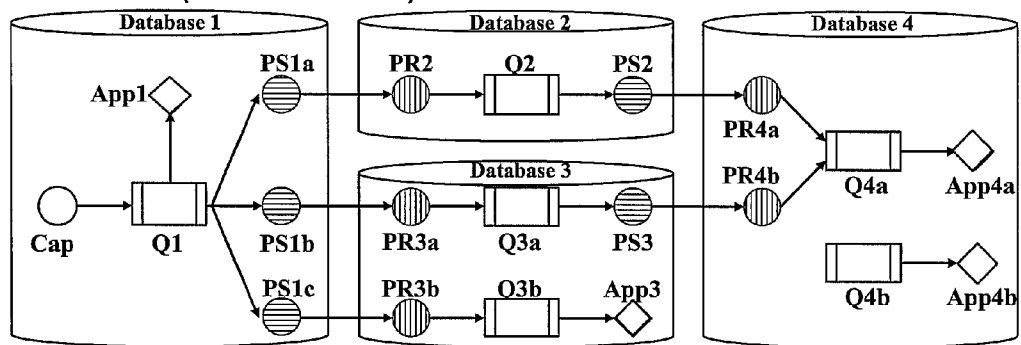 Database 1
Database 2
Database 4
PS1a
PR2
Q2
PS2
App1
PR4a
Database 3
PR4b
Q4a
App4a
Cap
Q1
PS1b
PR3a
Q3a
PS3
PS1c
PR3b
Q3b
App3
Q4b
App4b